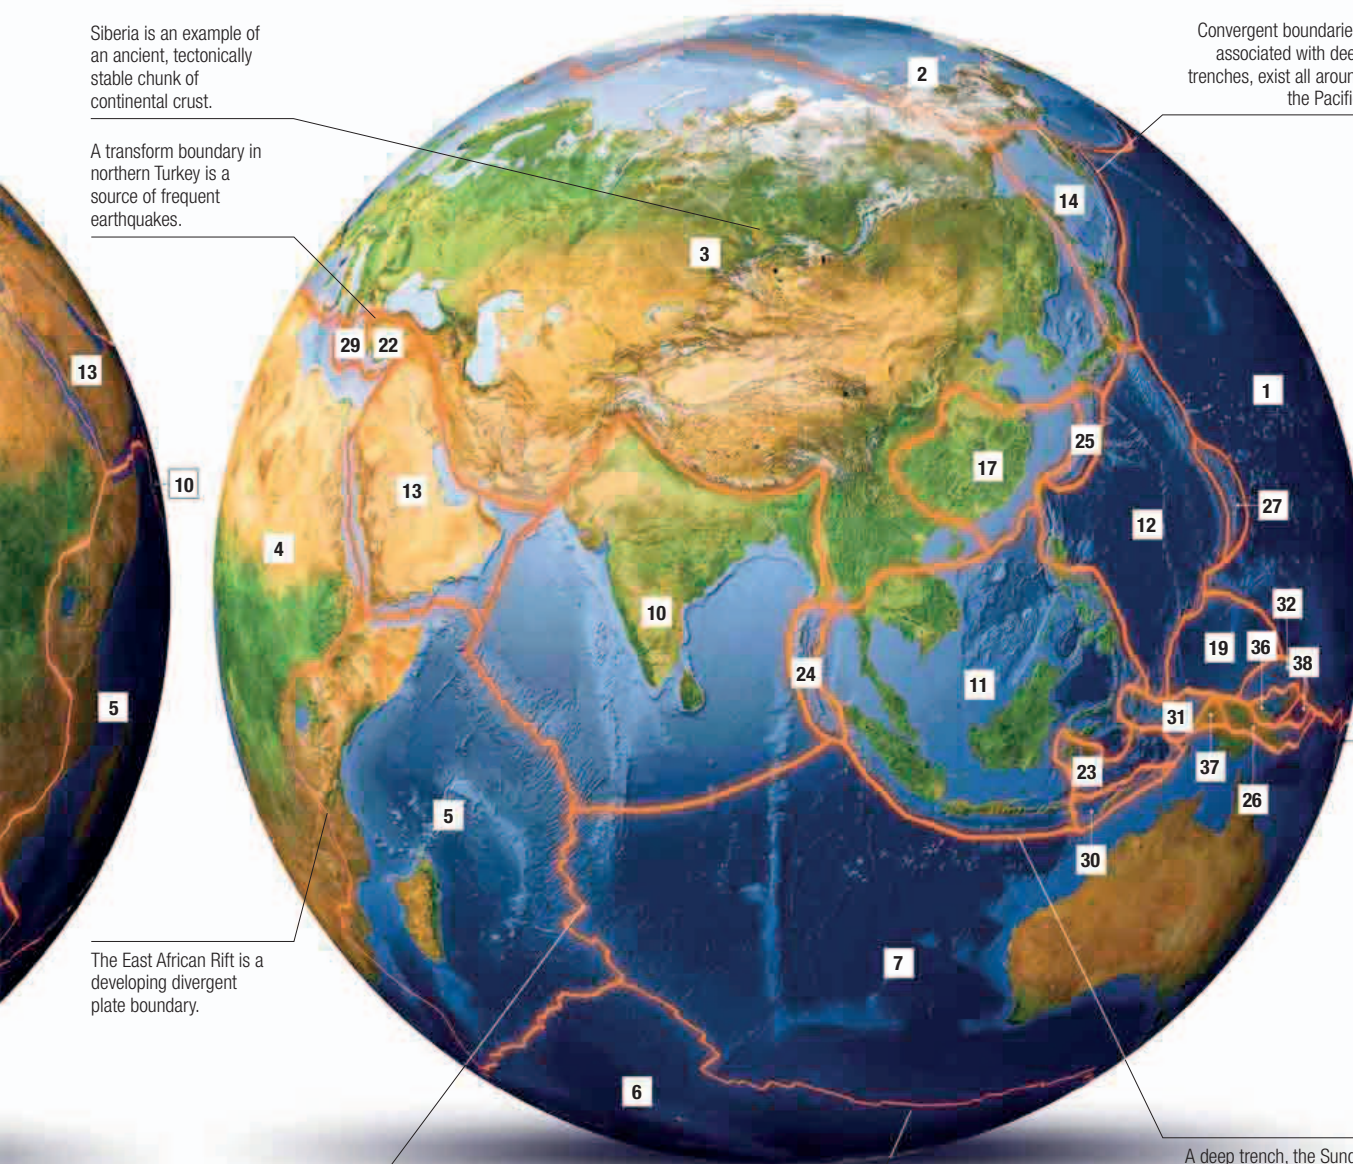 Siberia is an example of
an ancient, tectonically
stable chunk of
continental crust.
A transform boundary in
northern Turkey is a
source of frequent
earthquakes.
Convergent boundarie
associated with dee
trenches, exist all aroun
the Pacifi
2
14
3
29
22
13
1
25
17
13
10
27
12
4
10
32
19
36
38
24
11
5
31
23
37
26
5
30
7
6
The East African Rift is a
developing divergent
plate boundary.
A deep trench, the Sund